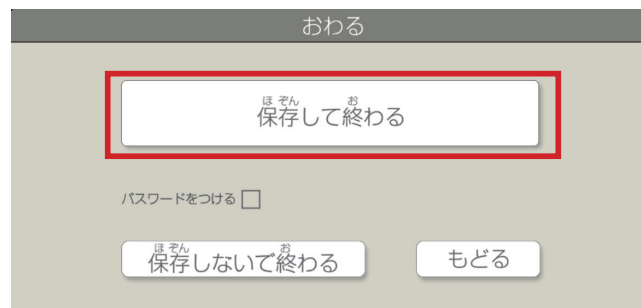 おわる
保存して終わる
パスワードをつける
保存しないで終わる
もどる